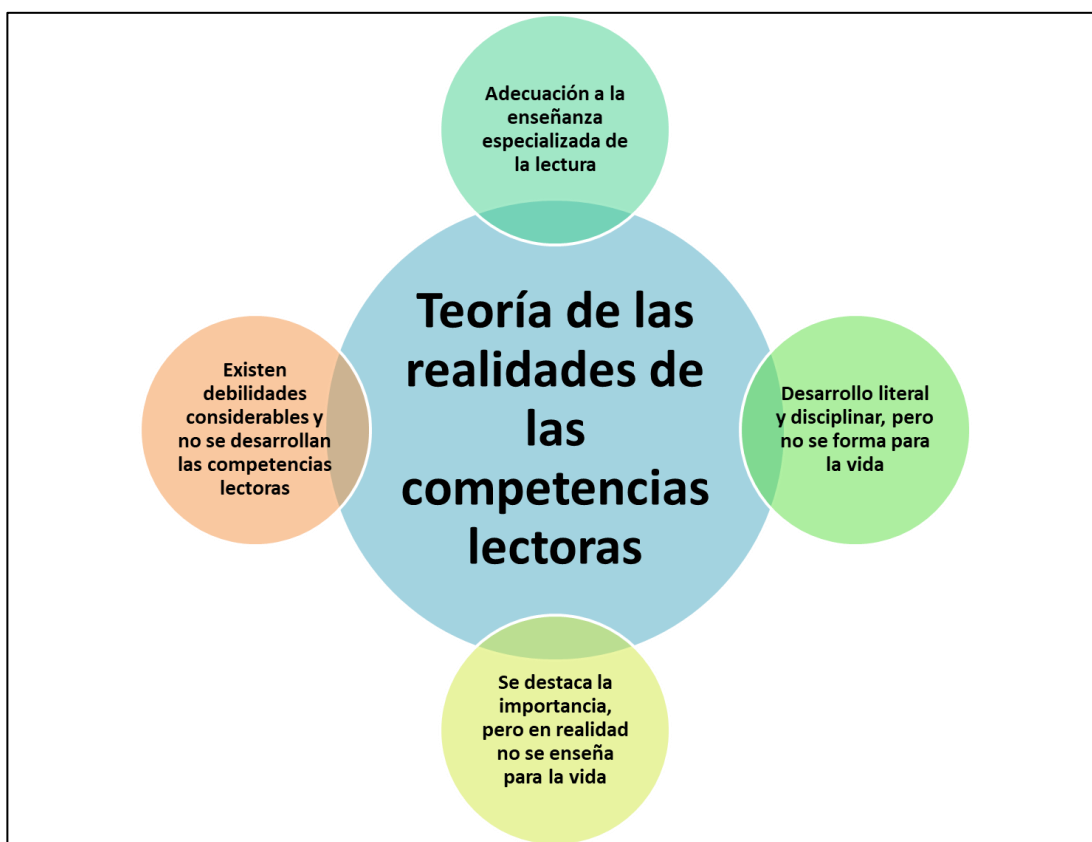 Adecuación a la
enseñanza
especializada de
la lectura
Teoría de las
realidades de
las
competencias
lectoras
Existen
debilidades
considerables y
no se desarrollan
las competencias
lectoras
Desarrollo literal
y disciplinar, pero
no se forma para
la vida
Se destaca la
importancia,
pero en realidad
no se enseña
para la vida